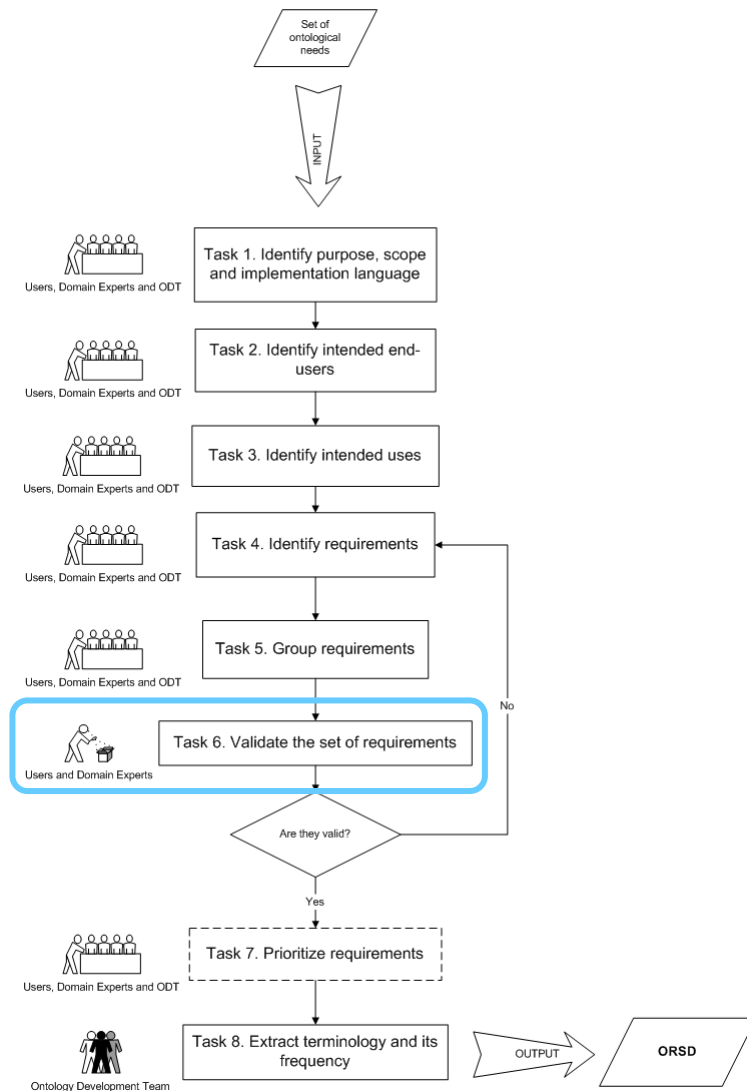 Set of
ontological
needs
INPUT
Task 1. Identify purpose, scope
and implementation language
Users, Domain Experts and ODT
Task 2. Identify intended end-
users
Users, Domain Experts and ODT
Task 3. Identify intended uses
Users, Domain Experts and ODT
Task 4. Identify requirements
Users, Domain Experts and ODT
Task 5. Group requirements
Users, Domain Experts and ODT
No
Task 6. Validate the set of requirements
Users and Domain Experts
Are they valid?
Yes
Task 7. Prioritize requirements
Users, Domain Experts and ODT
Task 8. Extract terminology and its
frequency
Ontology Development Team
OUTPUT
ORSD